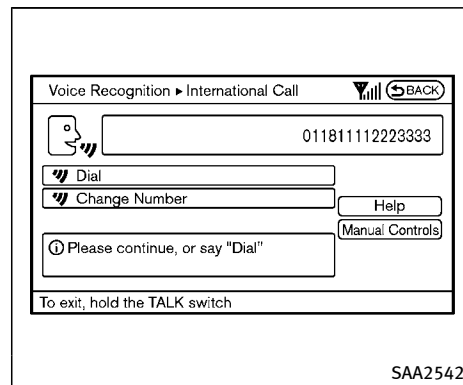 Voice Recognition ▸ International Call
BACK
011811112223333
Dial
Change Number
Help
Manual Controls
Please continue, or say "Dial"
To exit, hold the TALK switch
SAA2542